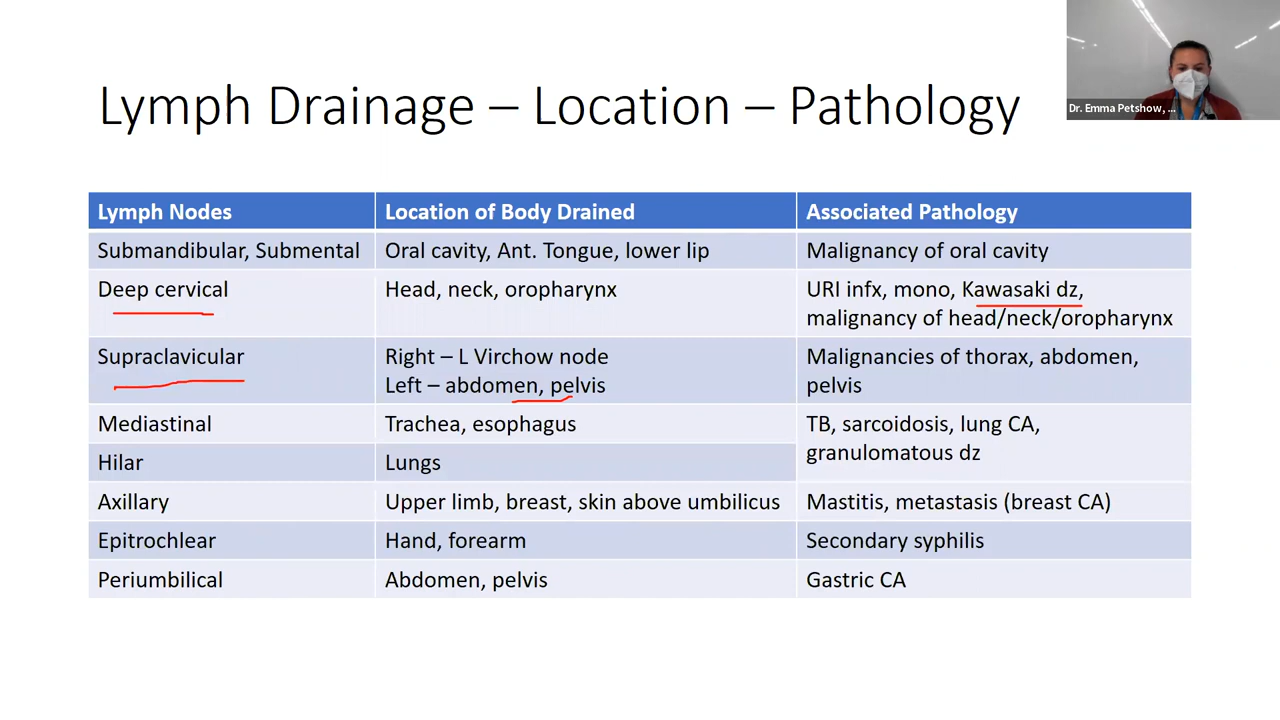 Dr. Emma Petshow, ...
Lymph Drainage – Location – Pathology
Lymph Nodes
Location of Body Drained
Associated Pathology
Submandibular, Submental
Oral cavity, Ant. Tongue, lower lip
Malignancy of oral cavity
Deep cervical
Head, neck, oropharynx
URI infx, mono, Kawasaki dz,
malignancy of head/neck/oropharynx
Supraclavicular
Right – L Virchow node
Left – abdomen, pelvis
Malignancies of thorax, abdomen,
pelvis
Mediastinal
Trachea, esophagus
TB, sarcoidosis, lung CA,
granulomatous dz
Hilar
Lungs
Axillary
Upper limb, breast, skin above umbilicus
Mastitis, metastasis (breast CA)
Epitrochlear
Hand, forearm
Secondary syphilis
Periumbilical
Abdomen, pelvis
Gastric CA